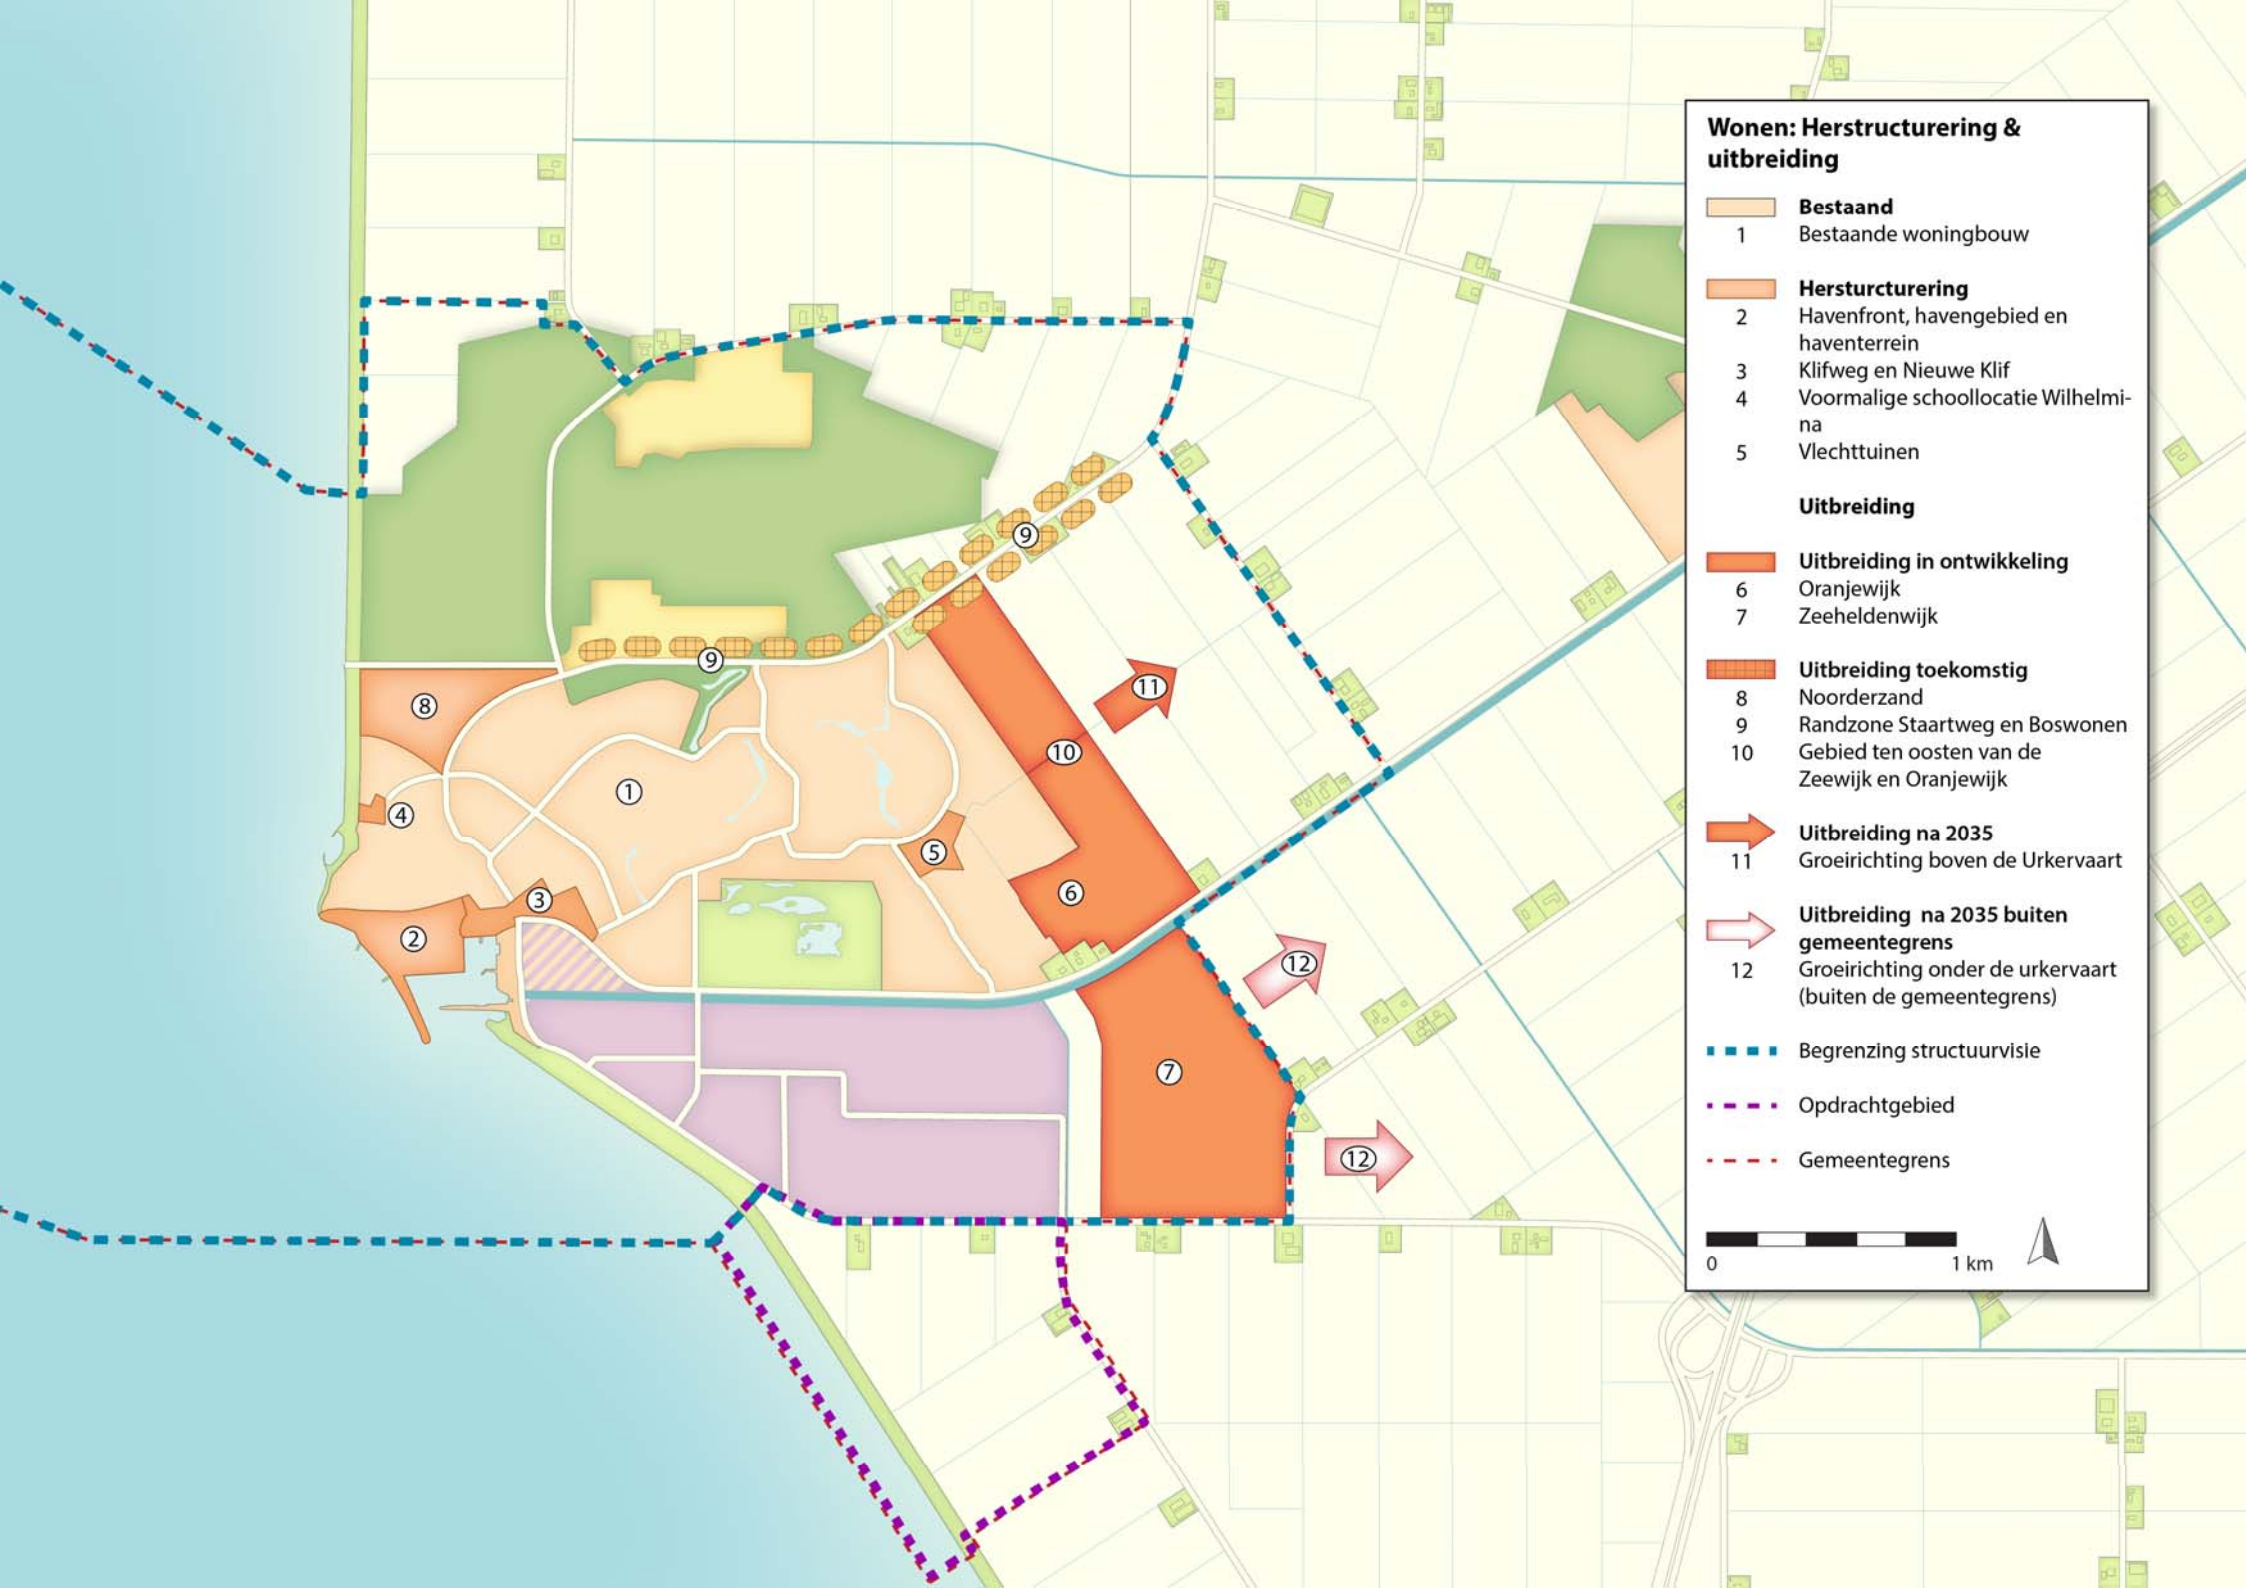 Wonen: Herstructurering &
uitbreiding
Bestaand
1 Bestaande woningbouw
Hersturcturering
2 Havenfront, havengebied en
haventerrein
3 Klifweg en Nieuwe Klif
4 Voormalige schoollocatie Wilhelmi-
na
5 Vlechttuinen
Uitbreiding
Uitbreiding in ontwikkeling
6 Oranjewijk
7 Zeeheldenwijk
Uitbreiding toekomstig
8 Noorderzand
9 Randzone Staartweg en Boswonen
10 Gebied ten oosten van de
Zeewijk en Oranjewijk
Uitbreiding na 2035
11 Groeirichting boven de Urkervaart
Uitbreiding na 2035 buiten
gemeentegrens
12 Groeirichting onder de urkervaart
(buiten de gemeentegrens)
Begrenzing structuurvisie
Opdrachtgebied
Gemeentegrens
0 1 km
9
9
11
8
10
1
4
5
6
3
2
12
7
12